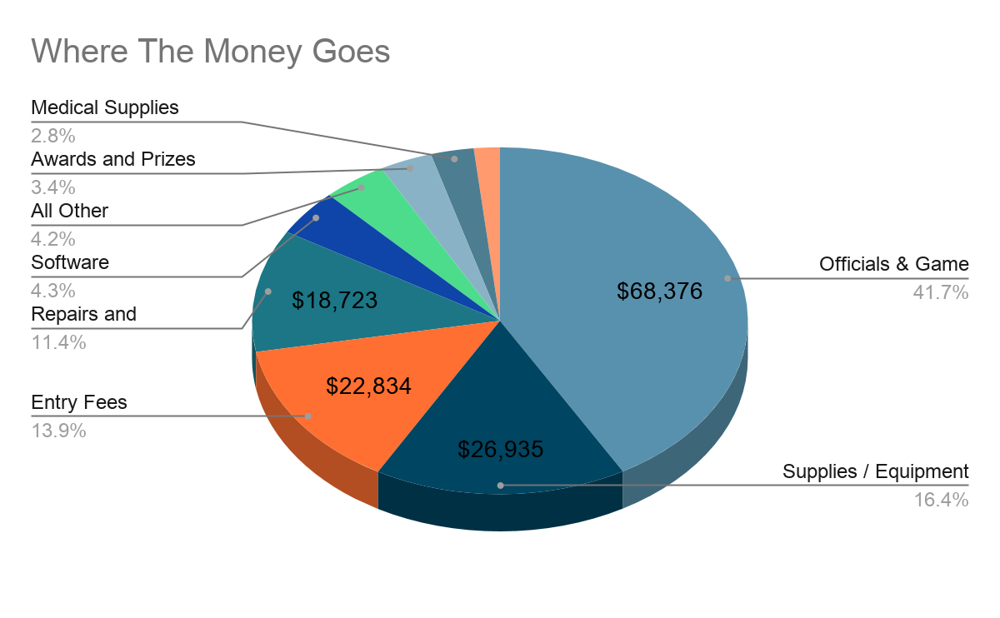 Where The Money Goes
Medical Supplies
2.8%
Awards and Prizes
3.4%
All Other
4.2%
Software
4.3%
Repairs and
11.4%
Entry Fees
13.9%
$18,723
$22,834
$26,935
$68,376
Officials & Game
41.7%
Supplies / Equipment
16.4%